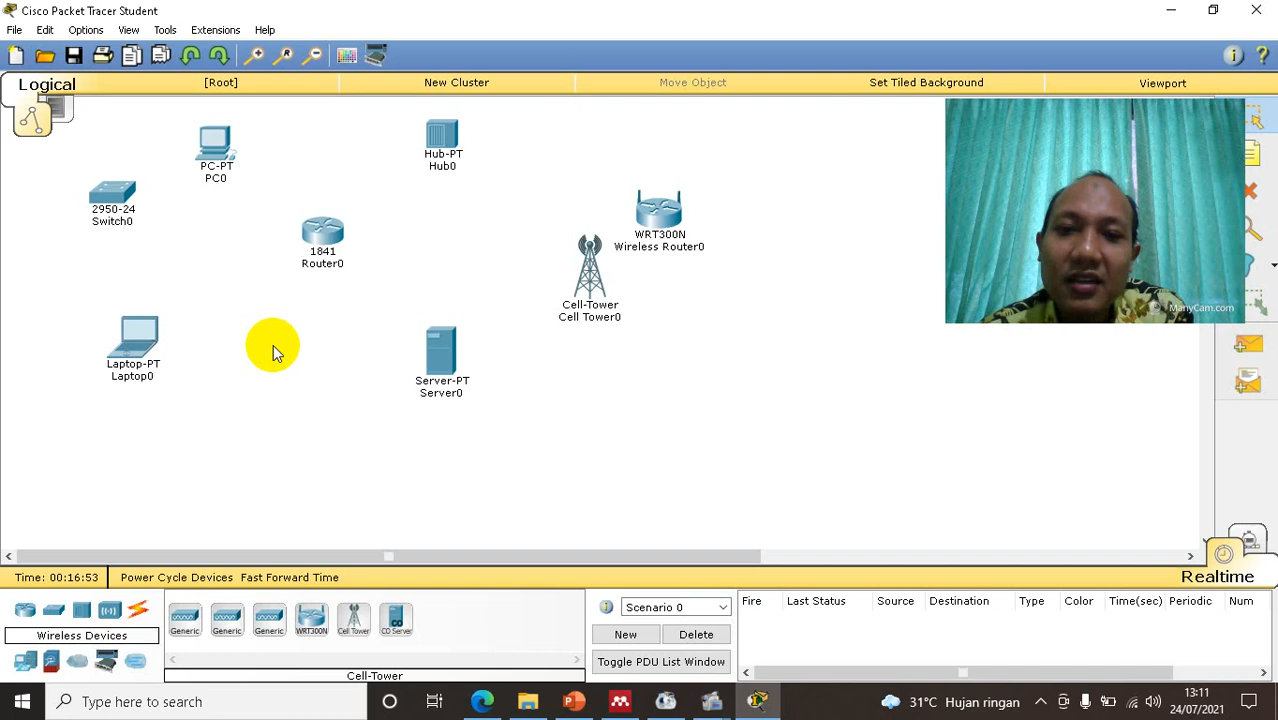 Cisco Packet Tracer Student
File Edit Options View Tools Extensions Help
Logical [Root] New Cluster Move Object Set Tiled Background Viewport
PC-PT
PC0
Hub-PT
Hub0
2950-24
Switch0
1841
Router0
WRT300N
Wireless Router0
Cell-Tower
Cell Tower0
Laptop-PT
Laptop0
Server-PT
Server0
ManyCam.com
Time: 00:16:53 Power Cycle Devices Fast Forward Time
Realtime
Wireless Devices
Generic Generic Generic WRT300N Cell Tower CO Server
Cell-Tower
Scenario 0
New Delete
Toggle PDU List Window
Fire Last Status Source Destination Type Color Time(sec) Periodic Num
Type here to search
31°C Hujan ringan
13:11
24/07/2021